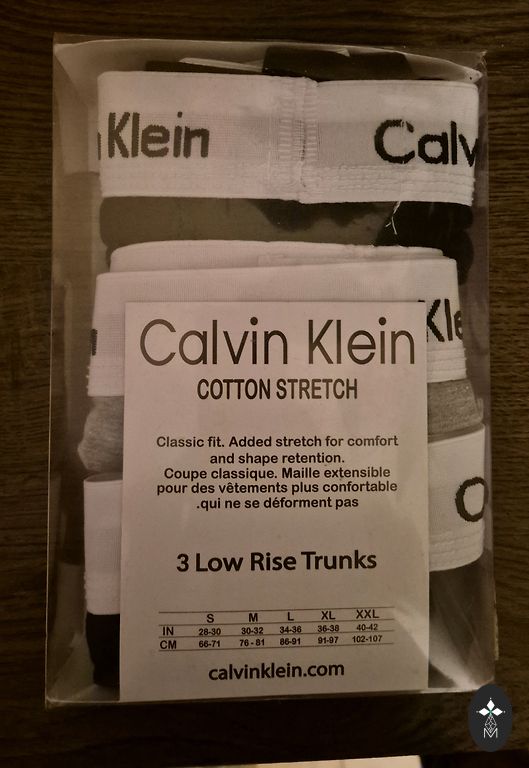 Klein Calv
Kle
Calvin Klein
COTTON STRETCH
Classic fit. Added stretch for comfort
and shape retention.
Coupe classique. Maille extensible
pour des vêtements plus confortable
.qui ne se déforment pas
3 Low Rise Trunks
S M L XL XXL
IN 28-30 30-32 34-36 36-38 40-42
CM 66-71 76 - 81 86-91 91-97 102-107
calvinklein.com
M